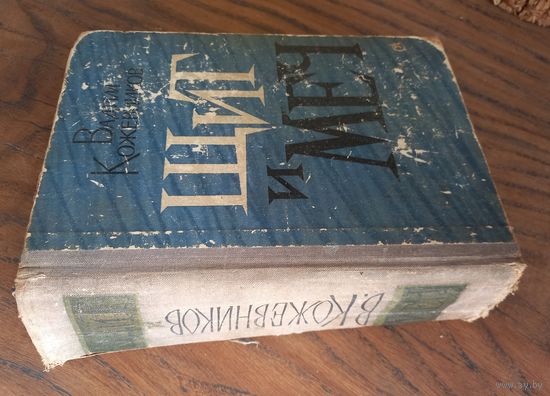 Вадим
Кожевников
ЩИТ
и
МЕЧ
В. Кожевников